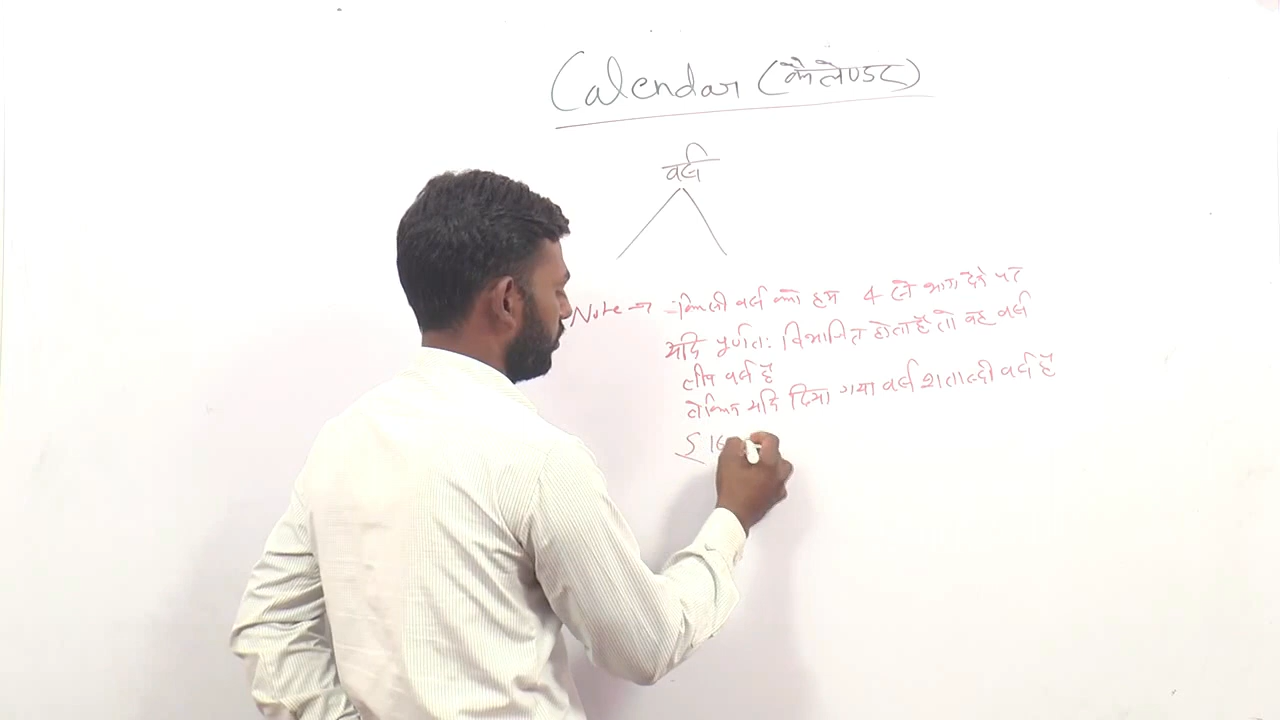 Calendar (कैलेण्डर)
वर्ष
Note → :- किसी वर्ष को हम 4 से भाग देने पर
यदि पूर्णत: विभाजित होता है तो वह वर्ष
लीप वर्ष है
लेकिन यदि दिया गया वर्ष शताब्दी वर्ष है